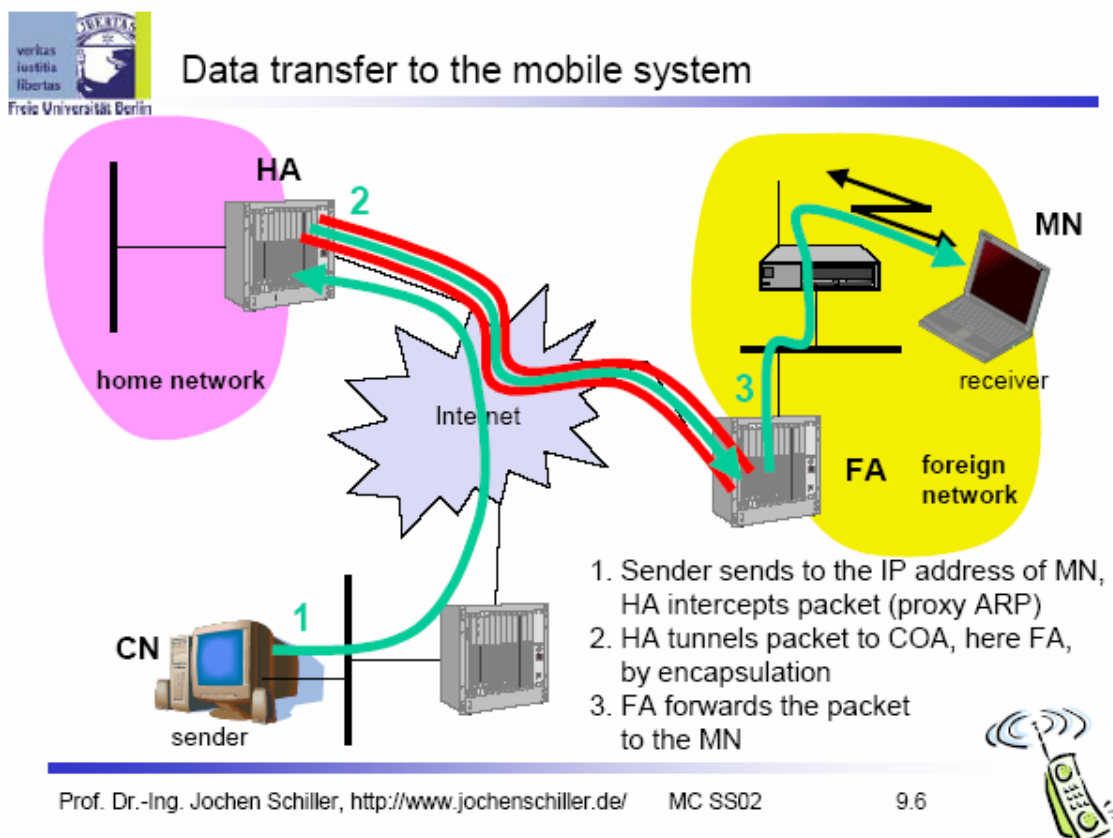 veritas
iustitia
libertas
Freie Universität Berlin
Data transfer to the mobile system
HA
2
MN
home network
Internet
3
receiver
FA
foreign
network
1
CN
sender
1. Sender sends to the IP address of MN,
HA intercepts packet (proxy ARP)
2. HA tunnels packet to COA, here FA,
by encapsulation
3. FA forwards the packet
to the MN
Prof. Dr.-Ing. Jochen Schiller, http://www.jochenschiller.de/ MC SS02 9.6